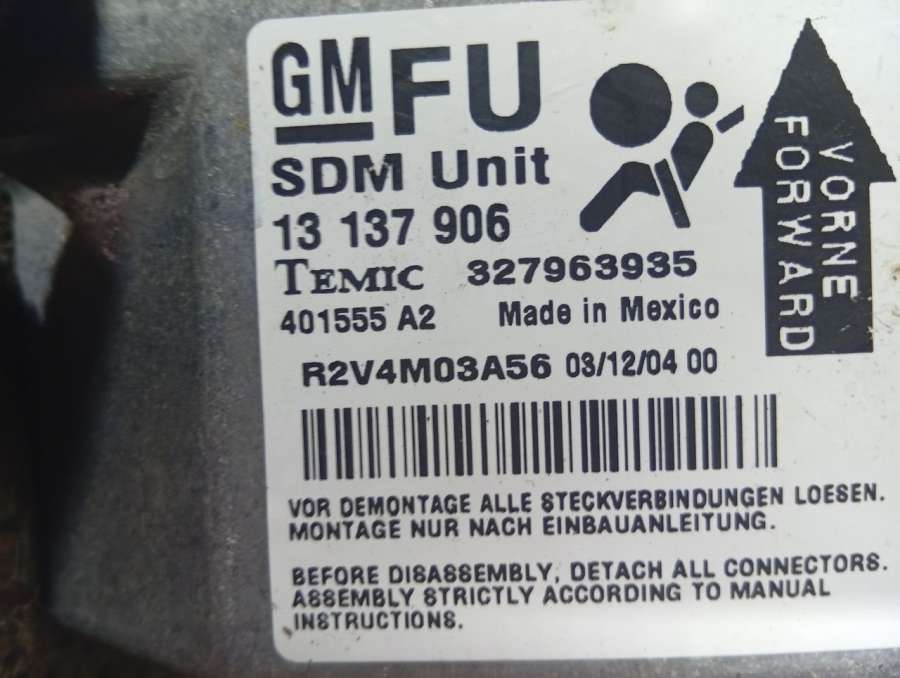 GM FU
SDM Unit
13 137 906
TEMIC 327963935
401555 A2 Made in Mexico
R2V4M03A56 03/12/04 00
VORNE
FORWARD
VOR DEMONTAGE ALLE STECKVERBINDUNGEN LOESEN.
MONTAGE NUR NACH EINBAUANLEITUNG.
BEFORE DISASSEMBLY, DETACH ALL CONNECTORS.
ASSEMBLY STRICTLY ACCORDING TO MANUAL
INSTRUCTIONS.